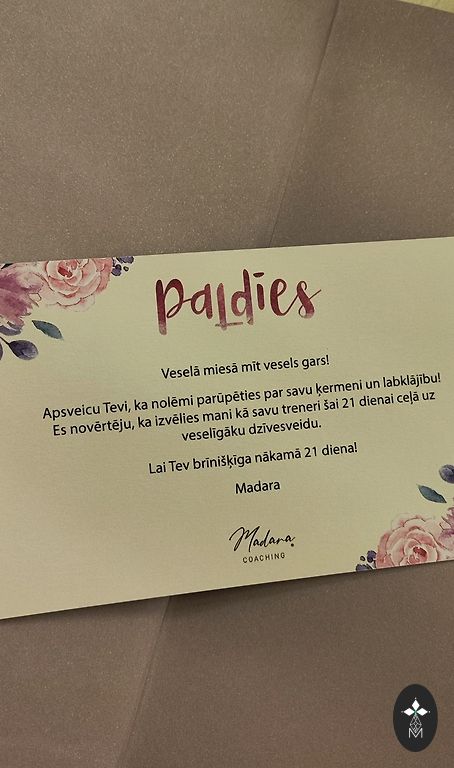 paldies
Veselā miesā mīt vesels gars!
Apsveicu Tevi, ka nolēmi parūpēties par savu ķermeni un labklājību!
Es novērtēju, ka izvēlies mani kā savu treneri šai 21 dienai ceļā uz
veselīgāku dzīvesveidu.
Lai Tev brīnišķīga nākamā 21 diena!
Madara
Madara
COACHING
M